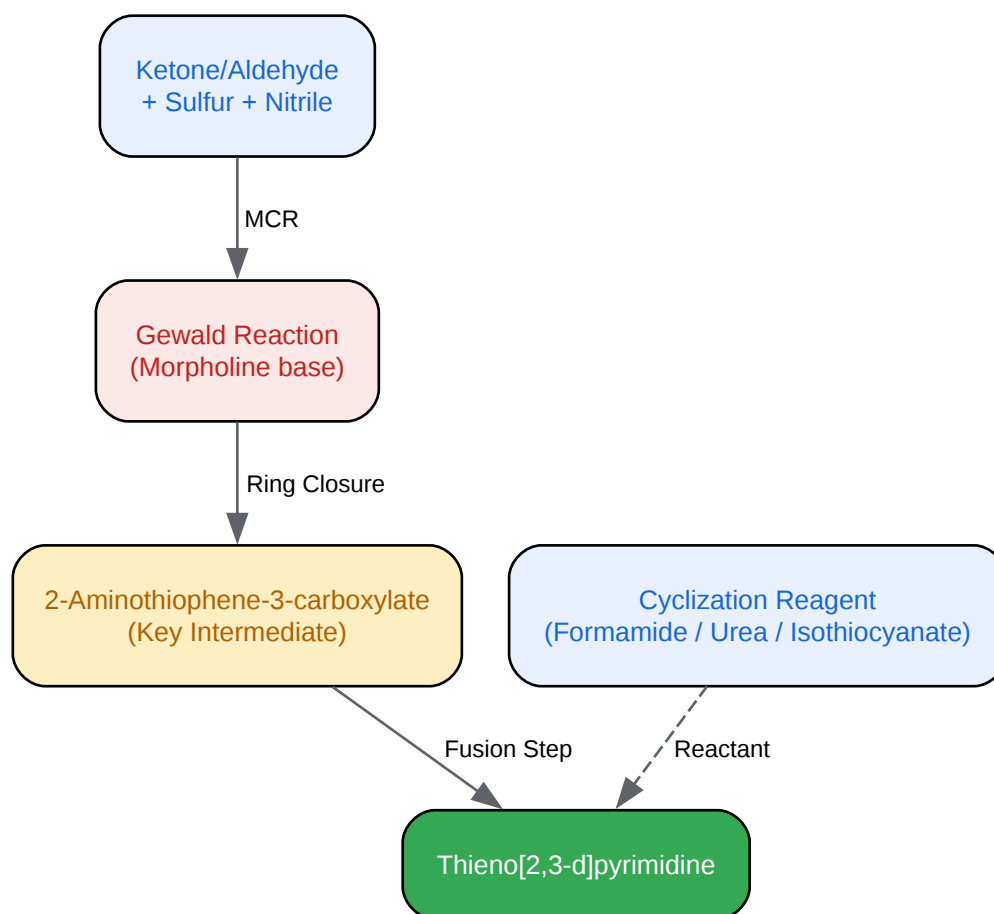 Ketone/Aldehyde
+ Sulfur + Nitrile
MCR
Gewald Reaction
(Morpholine base)
Ring Closure
2-Aminothiophene-3-carboxylate
(Key Intermediate)
Cyclization Reagent
(Formamide / Urea / Isothiocyanate)
Fusion Step
Reactant
Thieno[2,3-d]pyrimidine